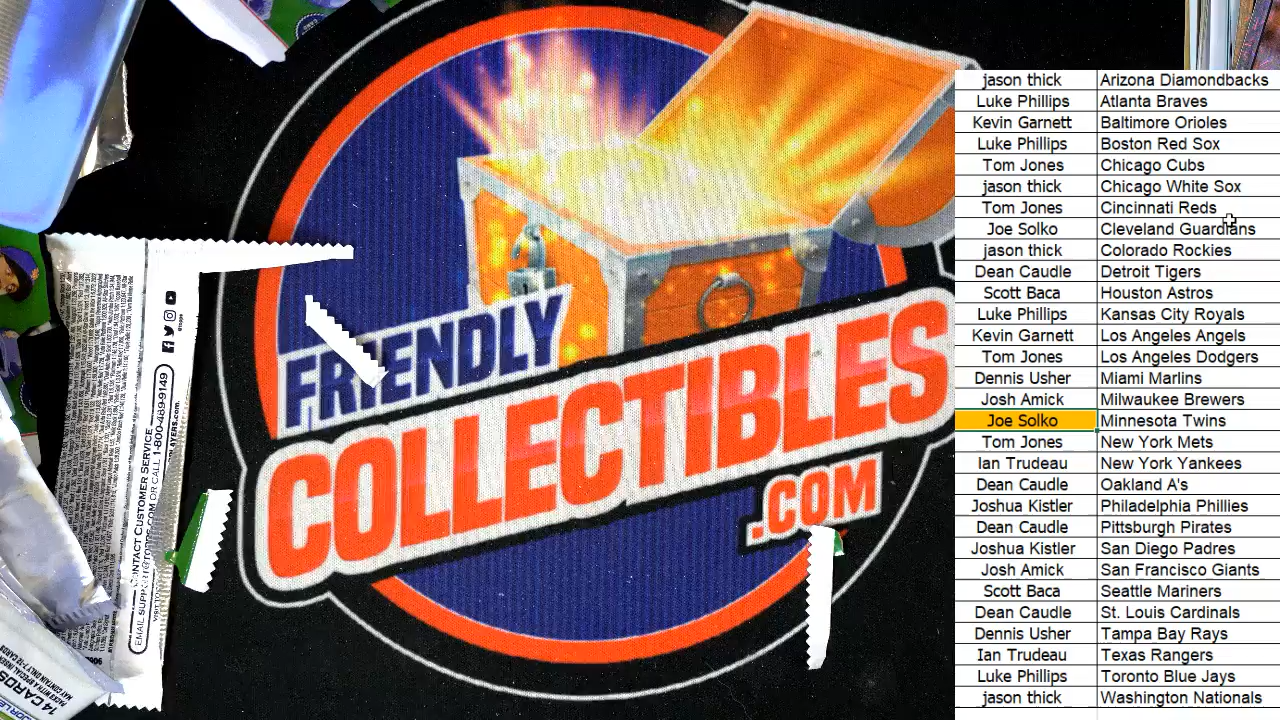 FRIENDLY
COLLECTIBLES
.COM
CONTACT CUSTOMER SERVICE
OR CALL 1-800-489-9149
14 CARDS
jason thick Arizona Diamondbacks
Luke Phillips Atlanta Braves
Kevin Garnett Baltimore Orioles
Luke Phillips Boston Red Sox
Tom Jones Chicago Cubs
jason thick Chicago White Sox
Tom Jones Cincinnati Reds
Joe Solko Cleveland Guardians
jason thick Colorado Rockies
Dean Caudle Detroit Tigers
Scott Baca Houston Astros
Luke Phillips Kansas City Royals
Kevin Garnett Los Angeles Angels
Tom Jones Los Angeles Dodgers
Dennis Usher Miami Marlins
Josh Amick Milwaukee Brewers
Joe Solko Minnesota Twins
Tom Jones New York Mets
Ian Trudeau New York Yankees
Dean Caudle Oakland A's
Joshua Kistler Philadelphia Phillies
Dean Caudle Pittsburgh Pirates
Joshua Kistler San Diego Padres
Josh Amick San Francisco Giants
Scott Baca Seattle Mariners
Dean Caudle St. Louis Cardinals
Dennis Usher Tampa Bay Rays
Ian Trudeau Texas Rangers
Luke Phillips Toronto Blue Jays
jason thick Washington Nationals